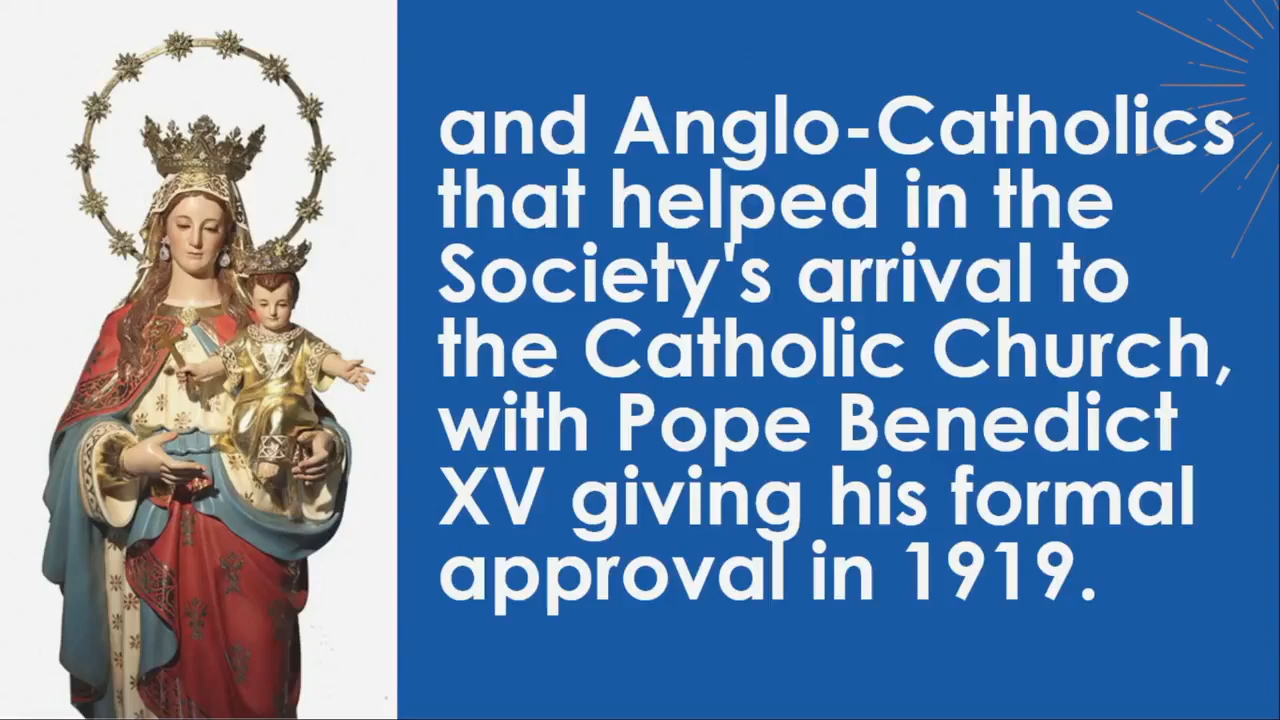 and Anglo-Catholics
that helped in the
Society's arrival to
the Catholic Church,
with Pope Benedict
XV giving his formal
approval in 1919.